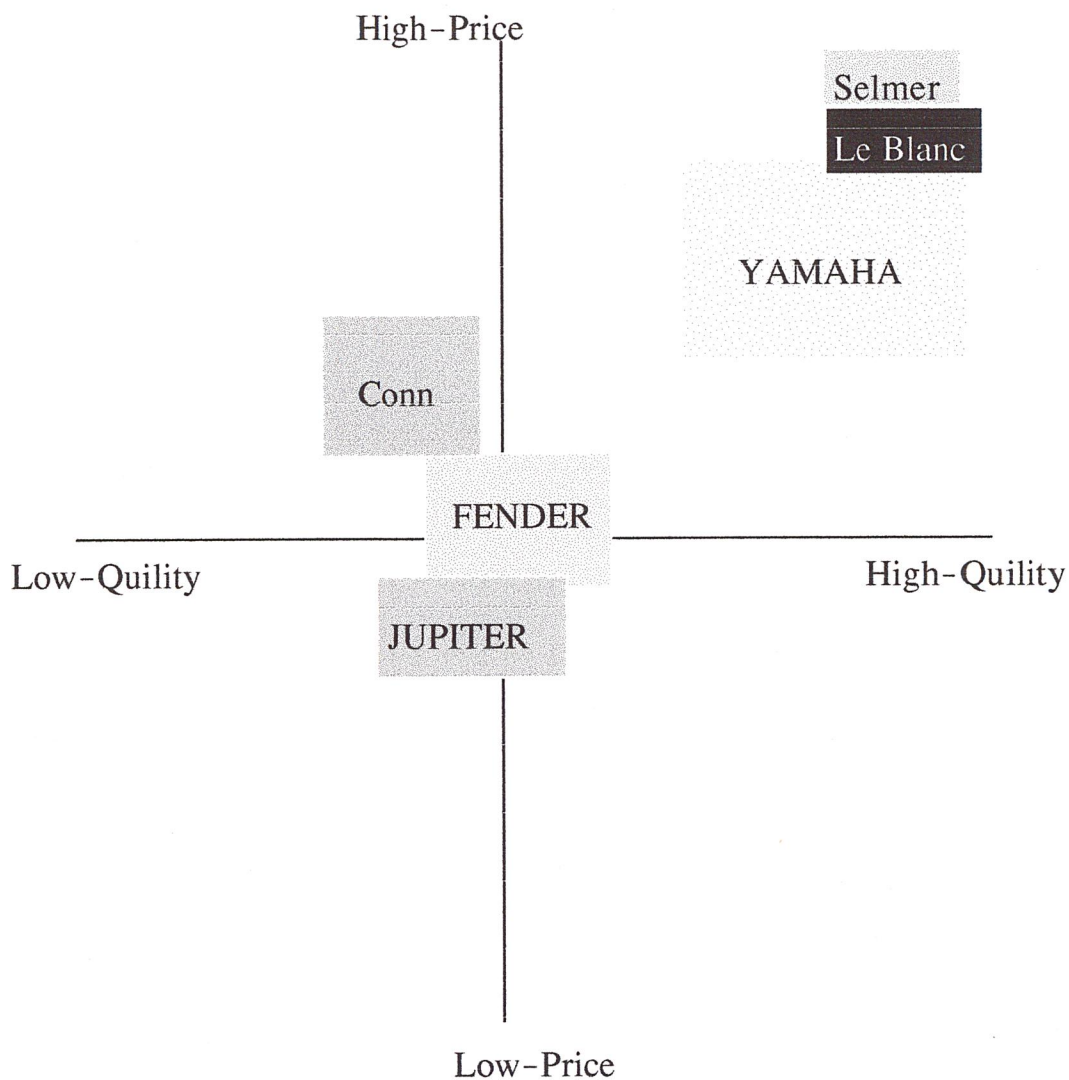 High-Price
Selmer
Le Blanc
YAMAHA
Conn
FENDER
Low-Quility
High-Quility
JUPITER
Low-Price